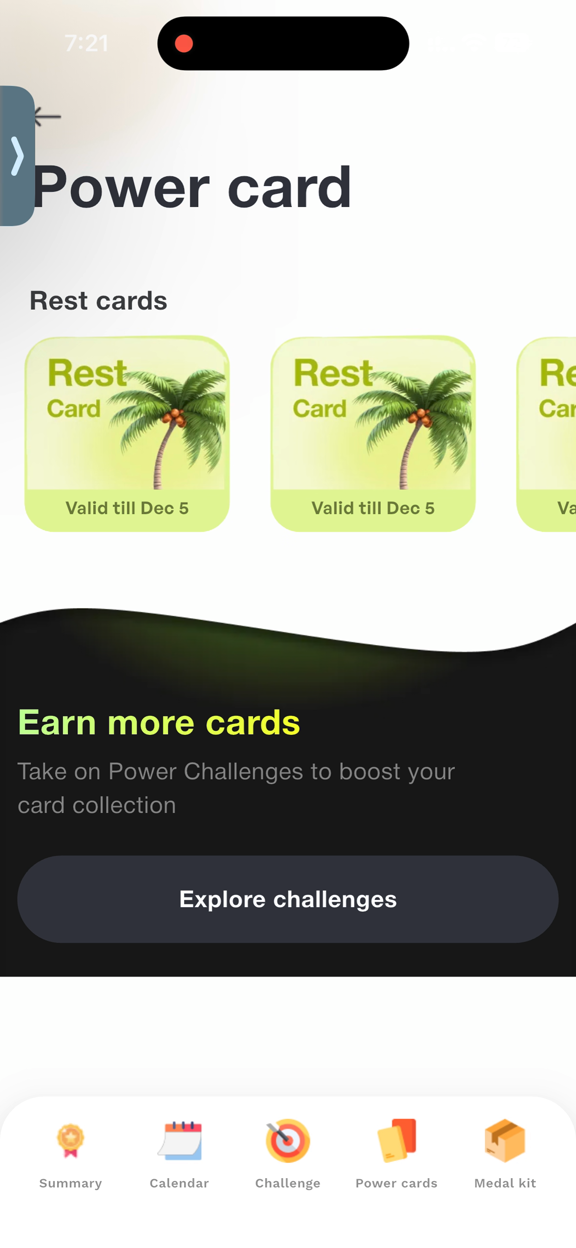 7:21
Power card
Rest cards
Rest
Card
Valid till Dec 5
Rest
Card
Valid till Dec 5
Earn more cards
Take on Power Challenges to boost your
card collection
Explore challenges
Summary
Calendar
Challenge
Power cards
Medal kit